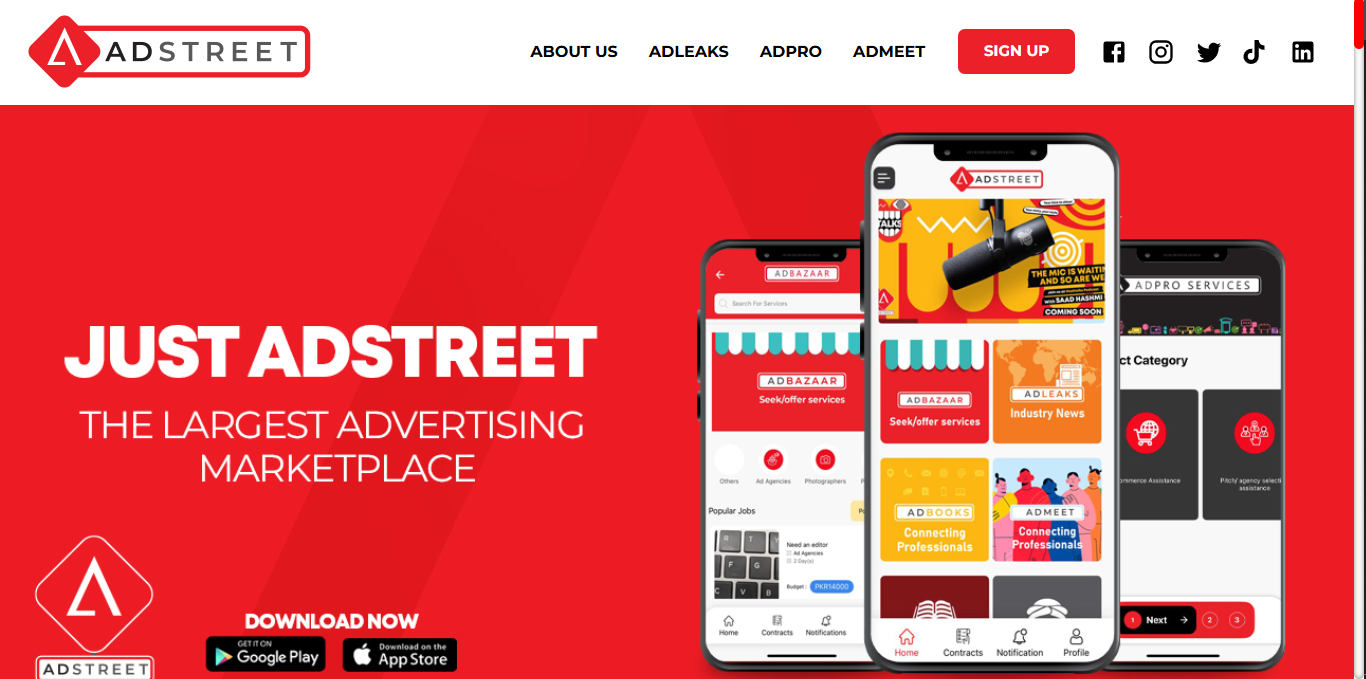 ADSTREET
ABOUT US
ADLEAKS
ADPRO
ADMEET
SIGN UP
JUST ADSTREET
THE LARGEST ADVERTISING
MARKETPLACE
ADSTREET
DOWNLOAD NOW
GET IT ON
Google Play
Download on the
App Store
ADBAZAAR
Search For Services
ADBAZAAR
Seek/offer services
Others
Ad Agencies
Photographers
Popular Jobs
Need an editor
Ad Agencies
2 Day(s)
Budget :
PKR14000
Home
Contracts
Notifications
ADSTREET
TALKS
THE MIC IS WAITIN
AND SO ARE WE
WITH SAAD HASHMI
COMING SOON
ADBAZAAR
Seek/offer services
ADLEAKS
Industry News
ADBOOKS
Connecting
Professionals
ADMEET
Connecting
Professionals
Home
Contracts
Notification
Profile
ADPRO SERVICES
ct Category
mmerce Assistance
Pitch/ agency selecti
assistance
1
Next
2
3